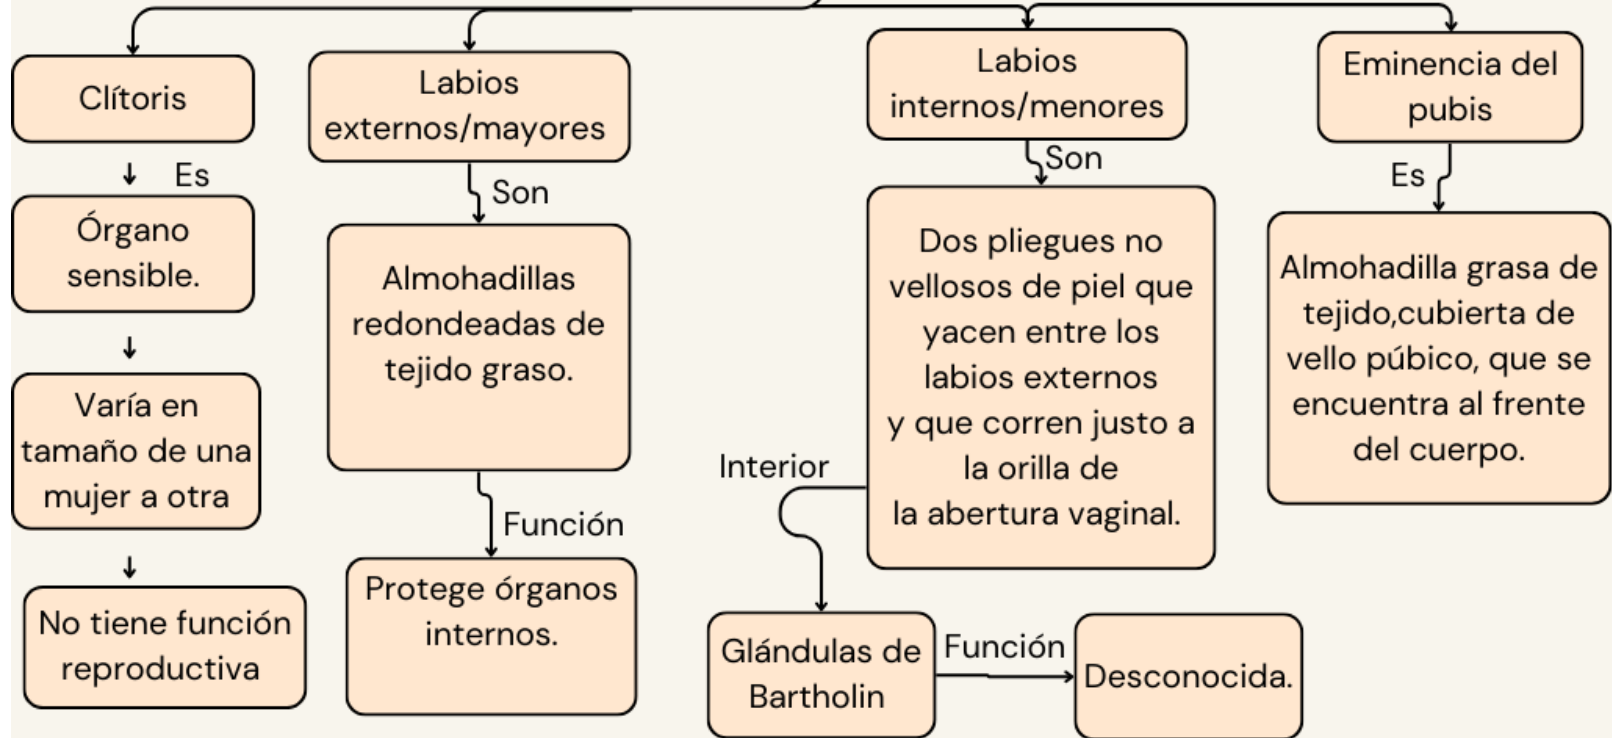 Clítoris
Es
Órgano
sensible.
Varía en
tamaño de una
mujer a otra
No tiene función
reproductiva
Labios
externos/mayores
Son
Almohadillas
redondeadas de
tejido graso.
Función
Protege órganos
internos.
Labios
internos/menores
Son
Dos pliegues no
vellosos de piel que
yacen entre los
labios externos
y que corren justo a
la orilla de
la abertura vaginal.
Interior
Glándulas de
Bartholin
Función
Desconocida.
Eminencia del
pubis
Es
Almohadilla grasa de
tejido,cubierta de
vello púbico, que se
encuentra al frente
del cuerpo.